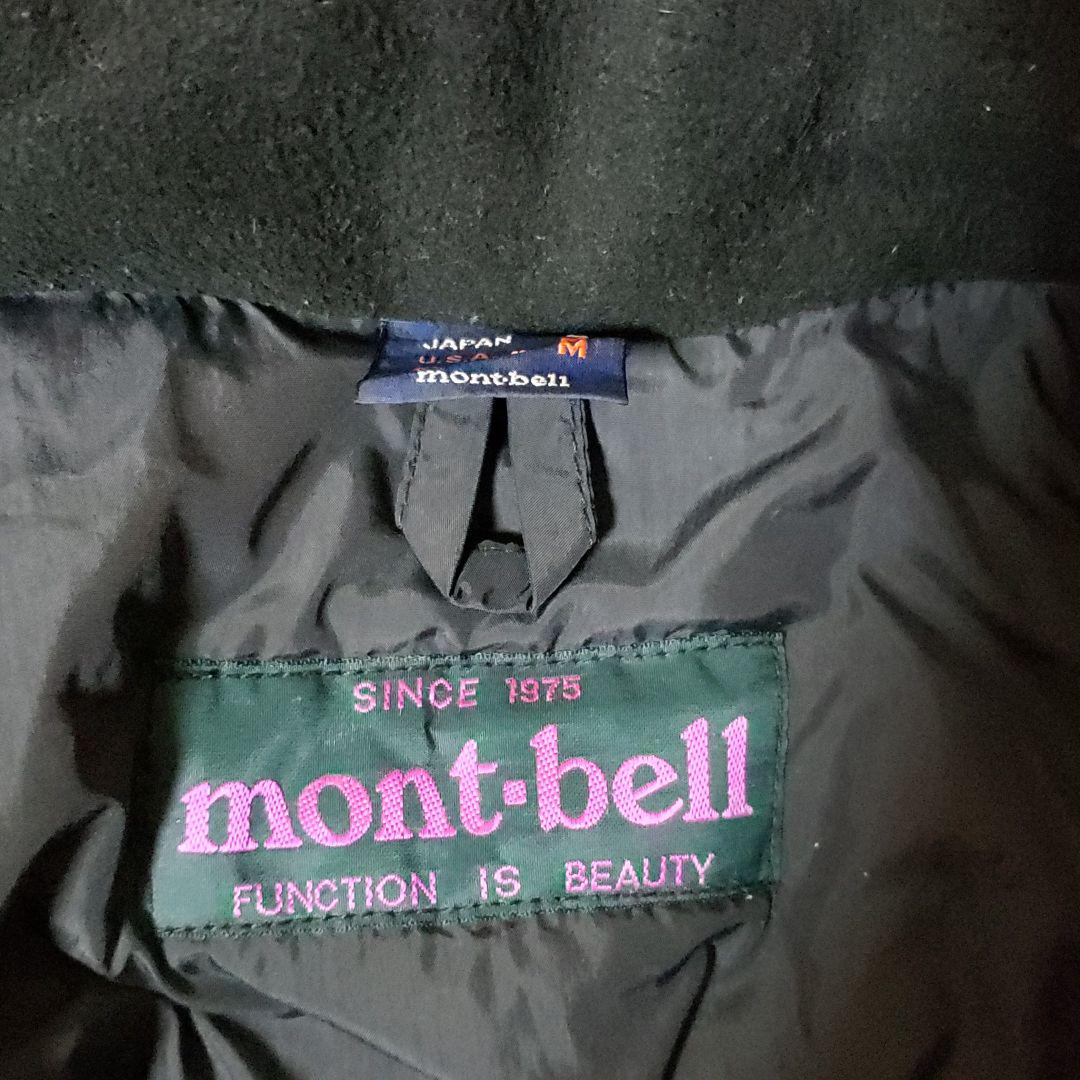 JAPAN M
U.S.A.
mont·bell
SINCE 1975
mont·bell
FUNCTION IS BEAUTY